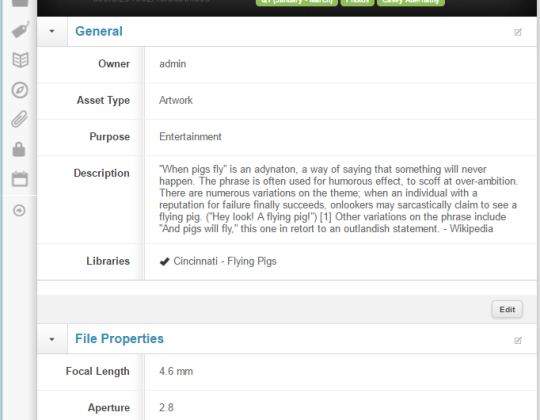 Q1 (January - March) Photos Casey Abernathy
General
Owner admin
Asset Type Artwork
Purpose Entertainment
Description "When pigs fly" is an adynaton, a way of saying that something will never
happen. The phrase is often used for humorous effect, to scoff at over-ambition.
There are numerous variations on the theme; when an individual with a
reputation for failure finally succeeds, onlookers may sarcastically claim to see a
flying pig. ("Hey look! A flying pig!") [1] Other variations on the phrase include
"And pigs will fly," this one in retort to an outlandish statement. - Wikipedia
Libraries Cincinnati - Flying Pigs
Edit
File Properties
Focal Length 4.6 mm
Aperture 2.8